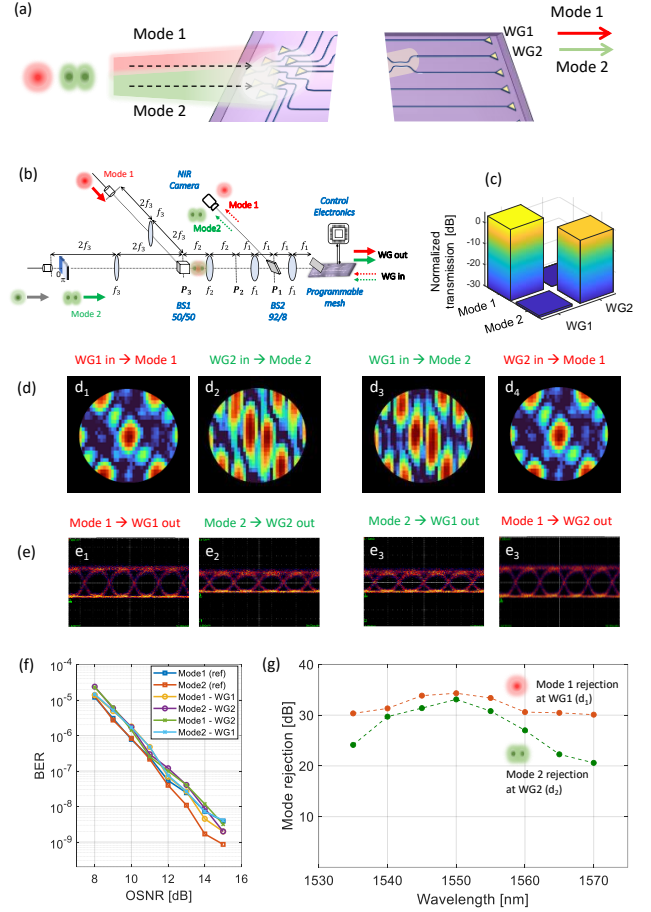 (a)
Mode 1
Mode 2
WG1
WG2
Mode 1
Mode 2
(b)
Mode 1
2f3
f3
2f3
NIR
Camera
Mode 1
Mode2
Control
Electronics
2f3
2f3
f2
f2
f1
f1
f1
WG out
WG in
0
π
f3
P3
f2
P2
f1
P1
f1
Programmable
mesh
Mode 2
BS1
50/50
BS2
92/8
(c)
Normalized
transmission [dB]
0
-10
-20
-30
Mode 1
Mode 2
WG1
WG2
WG1 in → Mode 1
WG2 in → Mode 2
WG1 in → Mode 2
WG2 in → Mode 1
(d)
d1
d2
d3
d4
Mode 1 → WG1 out
Mode 2 → WG2 out
Mode 2 → WG1 out
Mode 1 → WG2 out
(e)
e1
e2
e3
e3
(f)
BER
10-4
10-5
10-6
10-7
10-8
10-9
Mode1 (ref)
Mode2 (ref)
Mode1 - WG1
Mode2 - WG2
Mode1 - WG2
Mode2 - WG1
8
10
12
14
16
OSNR [dB]
(g)
Mode rejection [dB]
40
30
20
10
0
Mode 1 rejection
at WG1 (d1)
Mode 2 rejection
at WG2 (d2)
1530
1540
1550
1560
1570
Wavelength [nm]